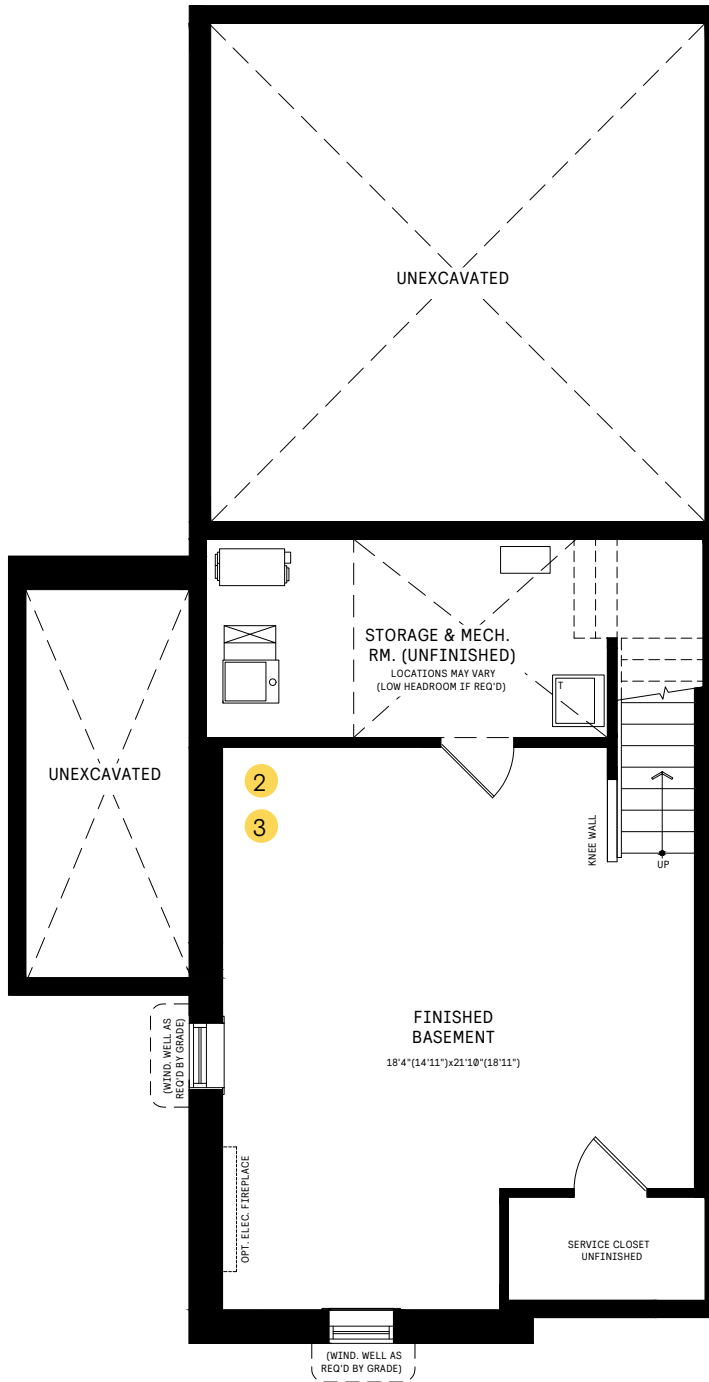 UNEXCAVATED
STORAGE & MECH.
RM. (UNFINISHED)
LOCATIONS MAY VARY
(LOW HEADROOM IF REQ'D)
T
UNEXCAVATED
2
3
KNEE WALL
UP
FINISHED
BASEMENT
18'4"(14'11")x21'10"(18'11")
(WIND. WELL AS
REQ'D BY GRADE)
OPT. ELEC. FIREPLACE
SERVICE CLOSET
UNFINISHED
(WIND. WELL AS
REQ'D BY GRADE)